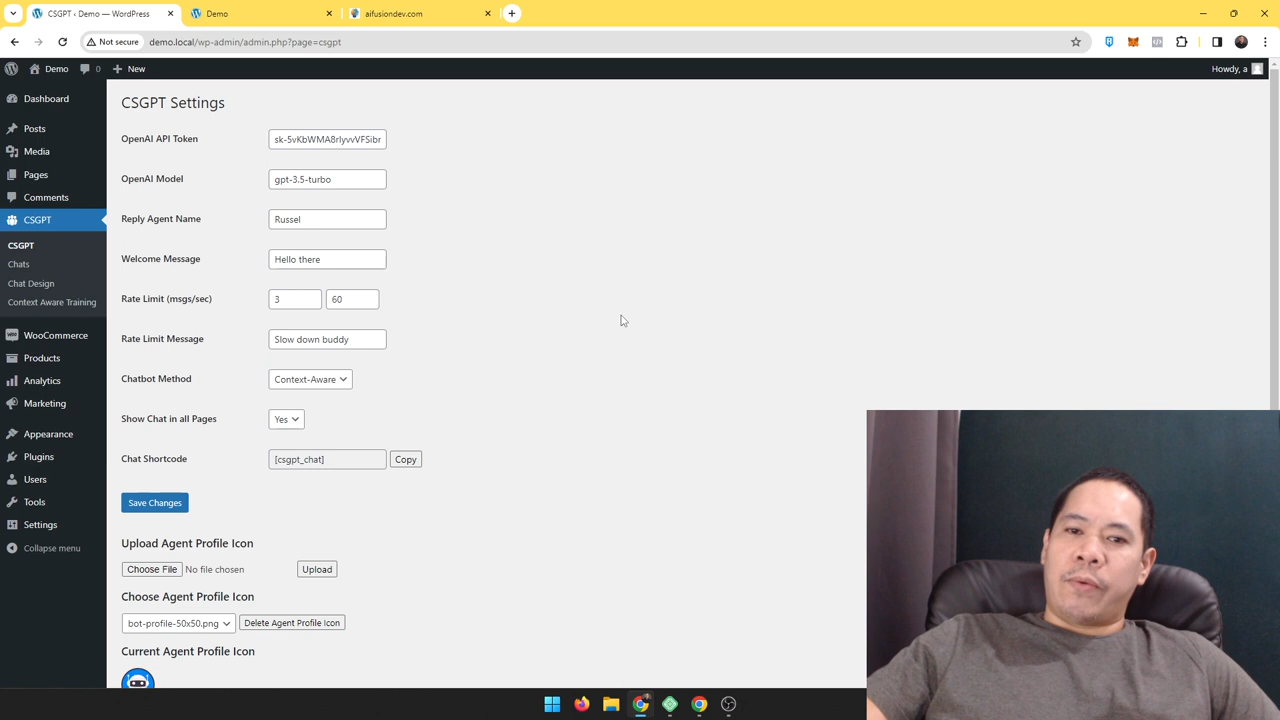 CSGPT ‹ Demo — WordPress
Demo
aifusiondev.com
Not secure
demo.local/wp-admin/admin.php?page=csgpt
Demo
0
New
Howdy, a
Dashboard
Posts
Media
Pages
Comments
CSGPT
CSGPT
Chats
Chat Design
Context Aware Training
WooCommerce
Products
Analytics
Marketing
Appearance
Plugins
Users
Tools
Settings
Collapse menu
CSGPT Settings
OpenAI API Token
OpenAI Model
gpt-3.5-turbo
Reply Agent Name
Russel
Welcome Message
Hello there
Rate Limit (msgs/sec)
3
60
Rate Limit Message
Slow down buddy
Chatbot Method
Context-Aware
Show Chat in all Pages
Yes
Chat Shortcode
[csgpt_chat]
Copy
Save Changes
Upload Agent Profile Icon
Choose File No file chosen
Upload
Choose Agent Profile Icon
bot-profile-50x50.png
Delete Agent Profile Icon
Current Agent Profile Icon